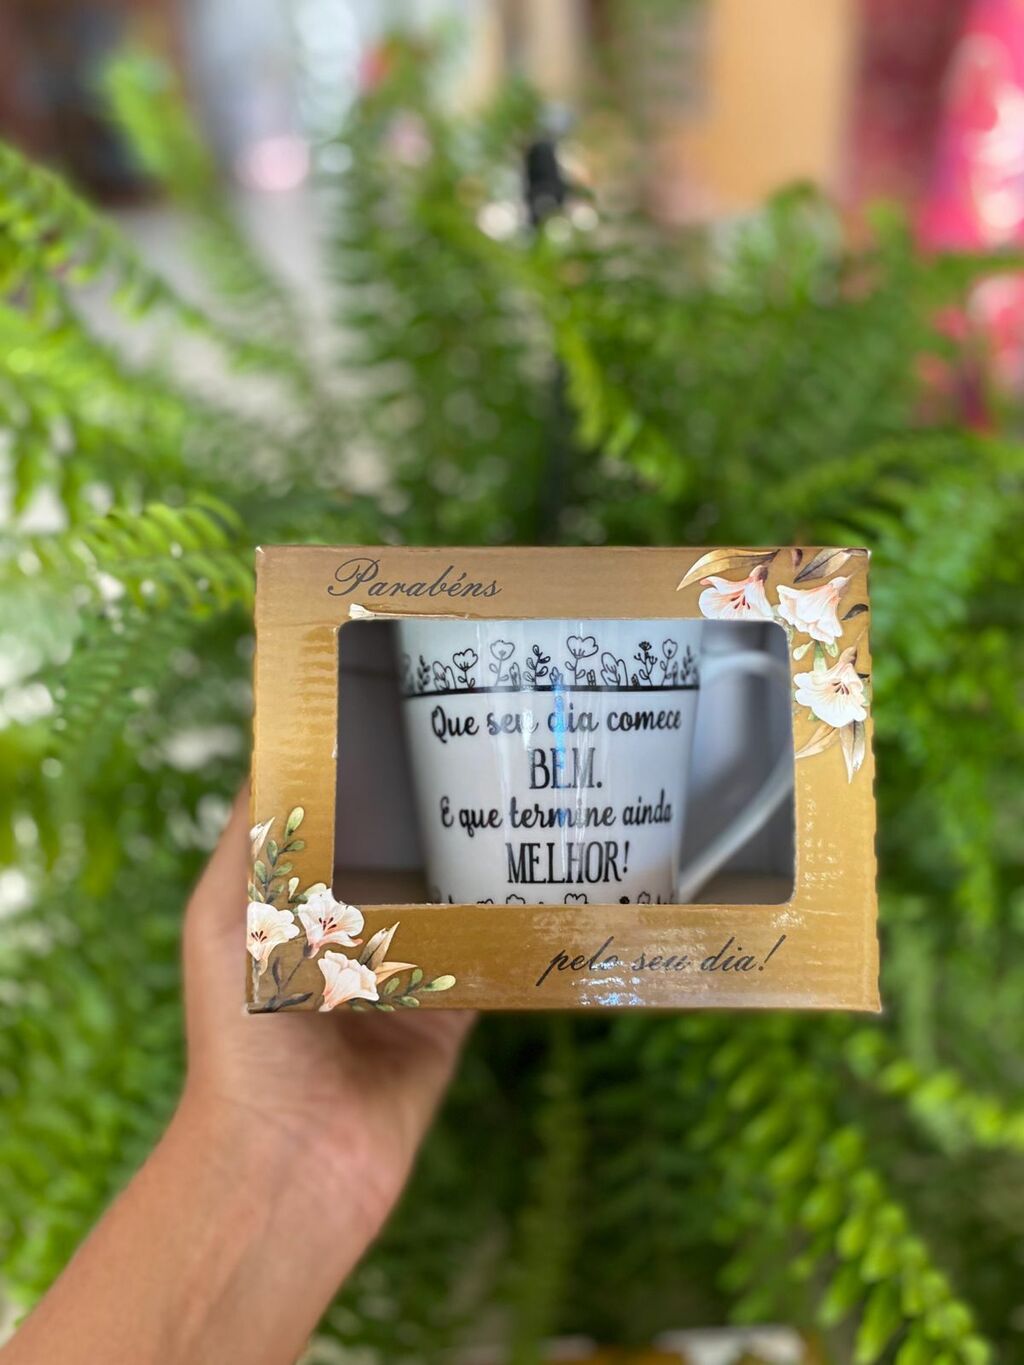 Parabéns
Que seu dia comece
BEM.
E que termine ainda
MELHOR!
pelo seu dia!